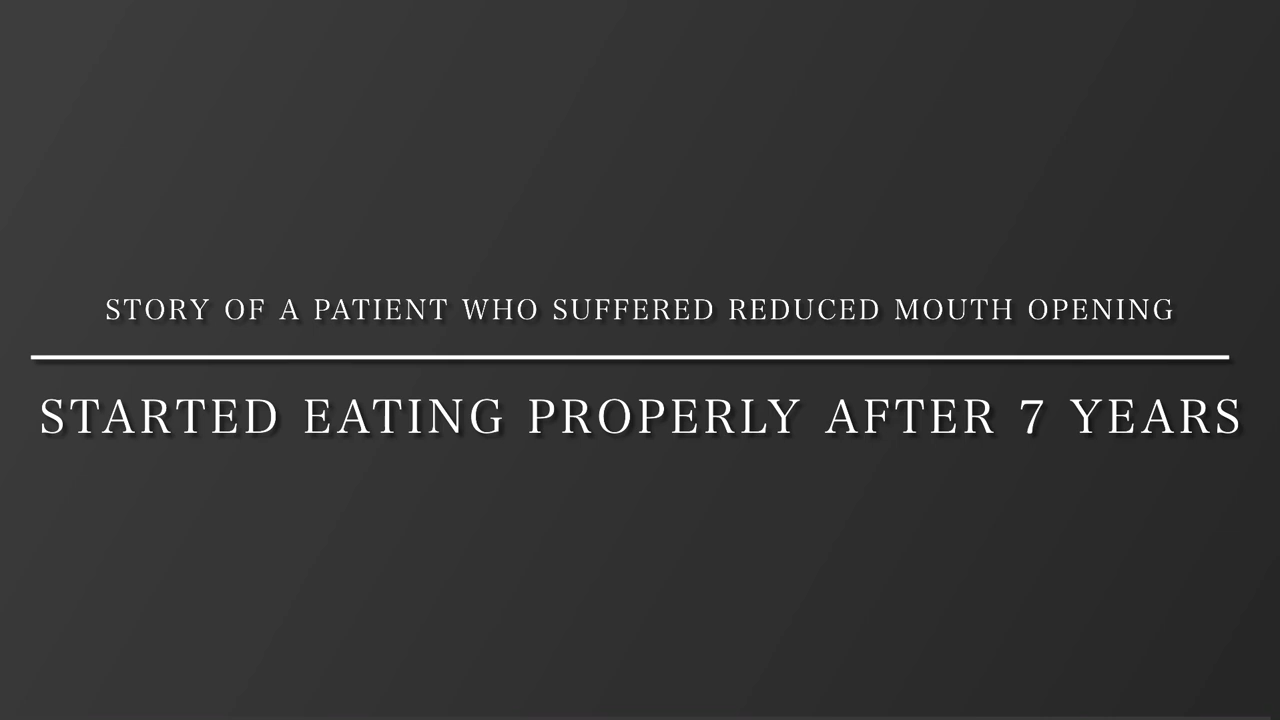 STORY OF A PATIENT WHO SUFFERED REDUCED MOUTH OPENING
STARTED EATING PROPERLY AFTER 7 YEARS